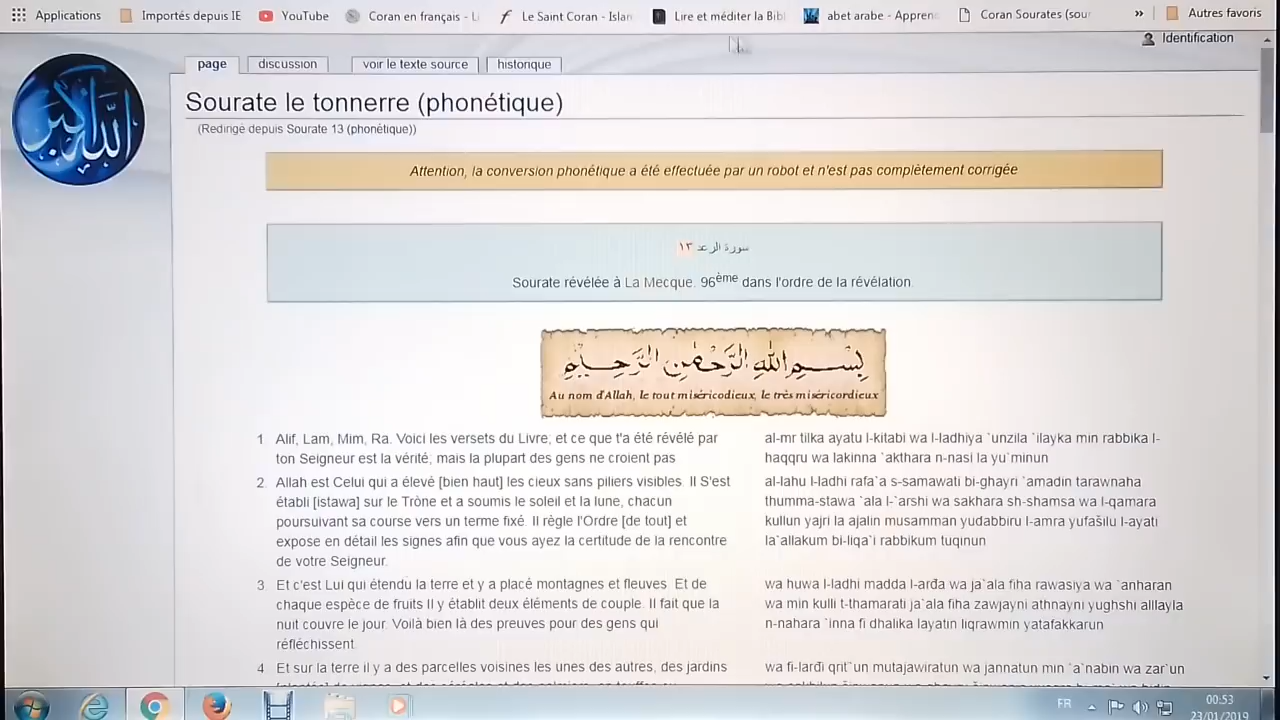 Applications Importés depuis IE YouTube Coran en français - Li Le Saint Coran - Islam Lire et méditer la Bibl abet arabe - Apprend Coran Sourates (sour » Autres favoris
Identification
الله أكبر
page discussion voir le texte source historique
Sourate le tonnerre (phonétique)
(Redirigé depuis Sourate 13 (phonétique))
Attention, la conversion phonétique a été effectuée par un robot et n'est pas complètement corrigée
سورة الرعد ١٣
Sourate révélée à La Mecque. 96ème dans l'ordre de la révélation.
بِسْمِ اللهِ الرَّحْمٰنِ الرَّحِيْمِ
Au nom d'Allah, le tout miséricodieux, le très miséricordieux
1. Alif, Lam, Mim, Ra. Voici les versets du Livre; et ce que t'a été révélé par
ton Seigneur est la vérité; mais la plupart des gens ne croient pas
al-mr tilka ayatu l-kitabi wa l-ladhiya `unzila `ilayka min rabbika l-
haqqru wa lakinna `akthara n-nasi la yu`minun
2. Allah est Celui qui a élevé [bien haut] les cieux sans piliers visibles. Il S'est
établi [istawa] sur le Trône et a soumis le soleil et la lune, chacun
poursuivant sa course vers un terme fixé. Il règle l'Ordre [de tout] et
expose en détail les signes afin que vous ayez la certitude de la rencontre
de votre Seigneur.
al-lahu l-ladhi rafa`a s-samawati bi-ghayri `amadin tarawnaha
thumma-stawa `ala l-`arshi wa sakhara sh-shamsa wa l-qamara
kullun yajri la ajalin musamman yudabbiru l-amra yufašilu l-ayati
la`allakum bi-liqa`i rabbikum tuqinun
3. Et c'est Lui qui étendu la terre et y a placé montagnes et fleuves. Et de
chaque espèce de fruits Il y établit deux éléments de couple. Il fait que la
nuit couvre le jour. Voilà bien là des preuves pour des gens qui
réfléchissent.
wa huwa l-ladhi madda l-arđa wa ja`ala fiha rawasiya wa `anharan
wa min kulli t-thamarati ja`ala fiha zawjayni athnayni yughshi alllayla
n-nahara `inna fi dhalika layatin liqrawmin yatafakkarun
4. Et sur la terre il y a des parcelles voisines les unes des autres, des jardins
wa fi-larđi qrit¨un mutajawiratun wa jannatun min `a`nabin wa zar`un
FR 00:53
23/01/2019